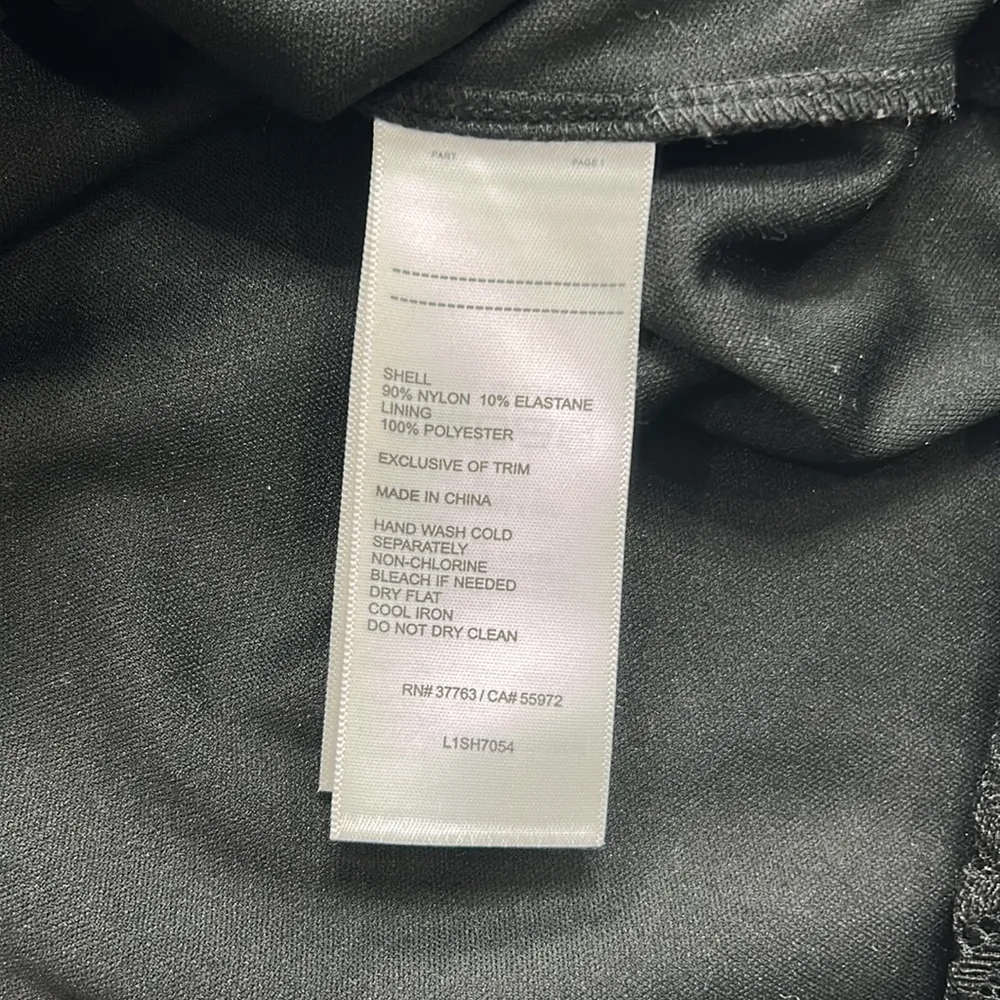 PART PAGE 1
SHELL
90% NYLON 10% ELASTANE
LINING
100% POLYESTER
EXCLUSIVE OF TRIM
MADE IN CHINA
HAND WASH COLD
SEPARATELY
NON-CHLORINE
BLEACH IF NEEDED
DRY FLAT
COOL IRON
DO NOT DRY CLEAN
RN# 37763 / CA# 55972
L1SH7054